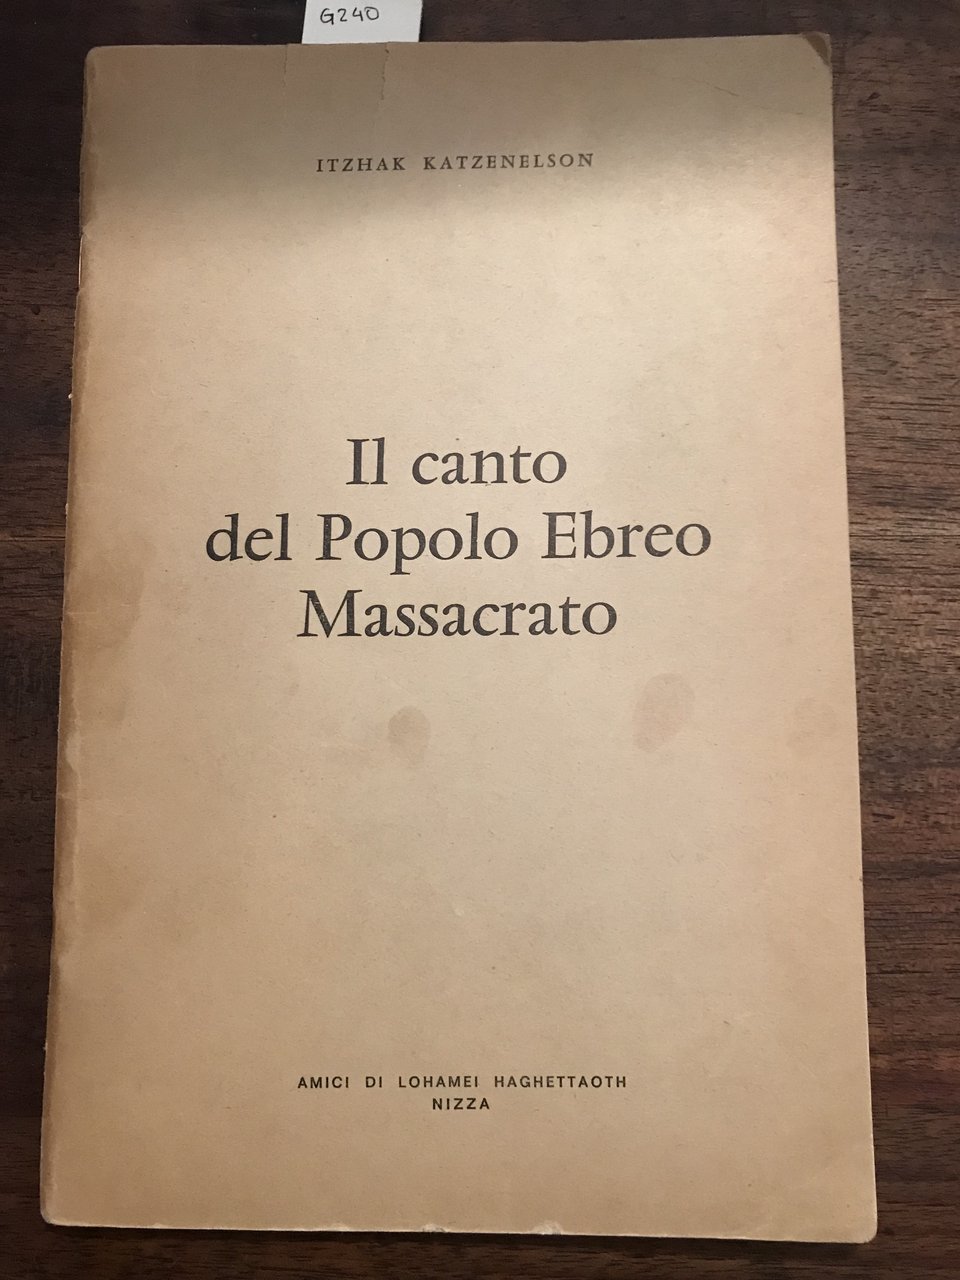 G240
ITZHAK KATZENELSON
Il canto
del Popolo Ebreo
Massacrato
AMICI DI LOHAMEI HAGHETTAOTH
NIZZA